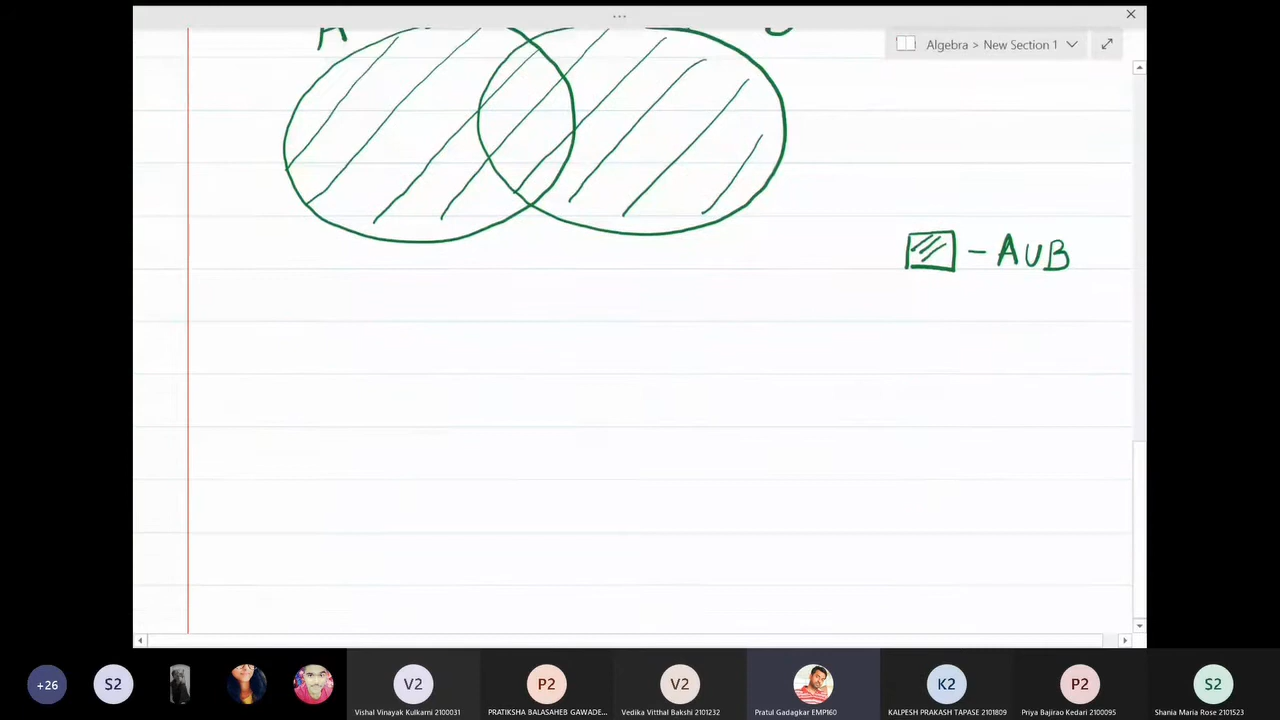 A
Algebra > New Section 1
- A∪B
+26
S2
V2
P2
V2
K2
P2
S2
Vishal Vinayak Kulkarni 2100031
PRATIKSHA BALASAHEB GAWADE...
Vedika Vitthal Bakshi 2101232
Pratul Gadagkar EMP160
KALPESH PRAKASH TAPASE 2101809
Priya Bajirao Kedari 2100095
Shania Maria Rose 2101523